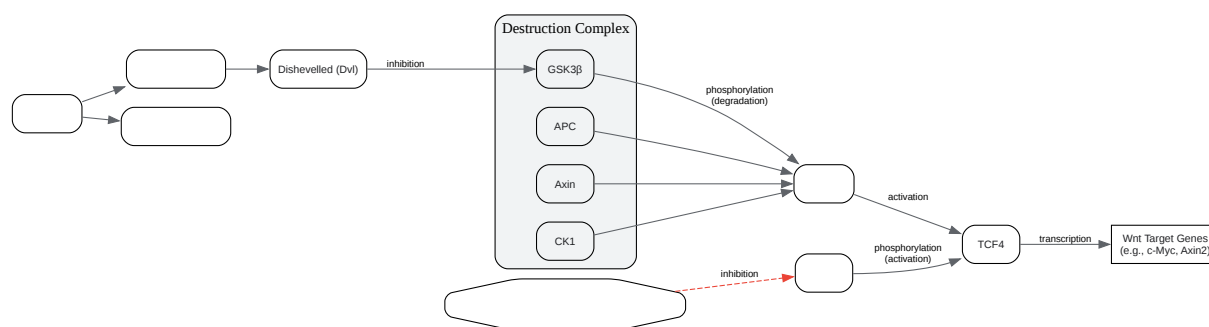 Destruction Complex
Dishevelled (Dvl)
inhibition
GSK3β
phosphorylation
(degradation)
APC
Axin
activation
CK1
TCF4
transcription
Wnt Target Genes
(e.g., c-Myc, Axin2)
phosphorylation
(activation)
inhibition